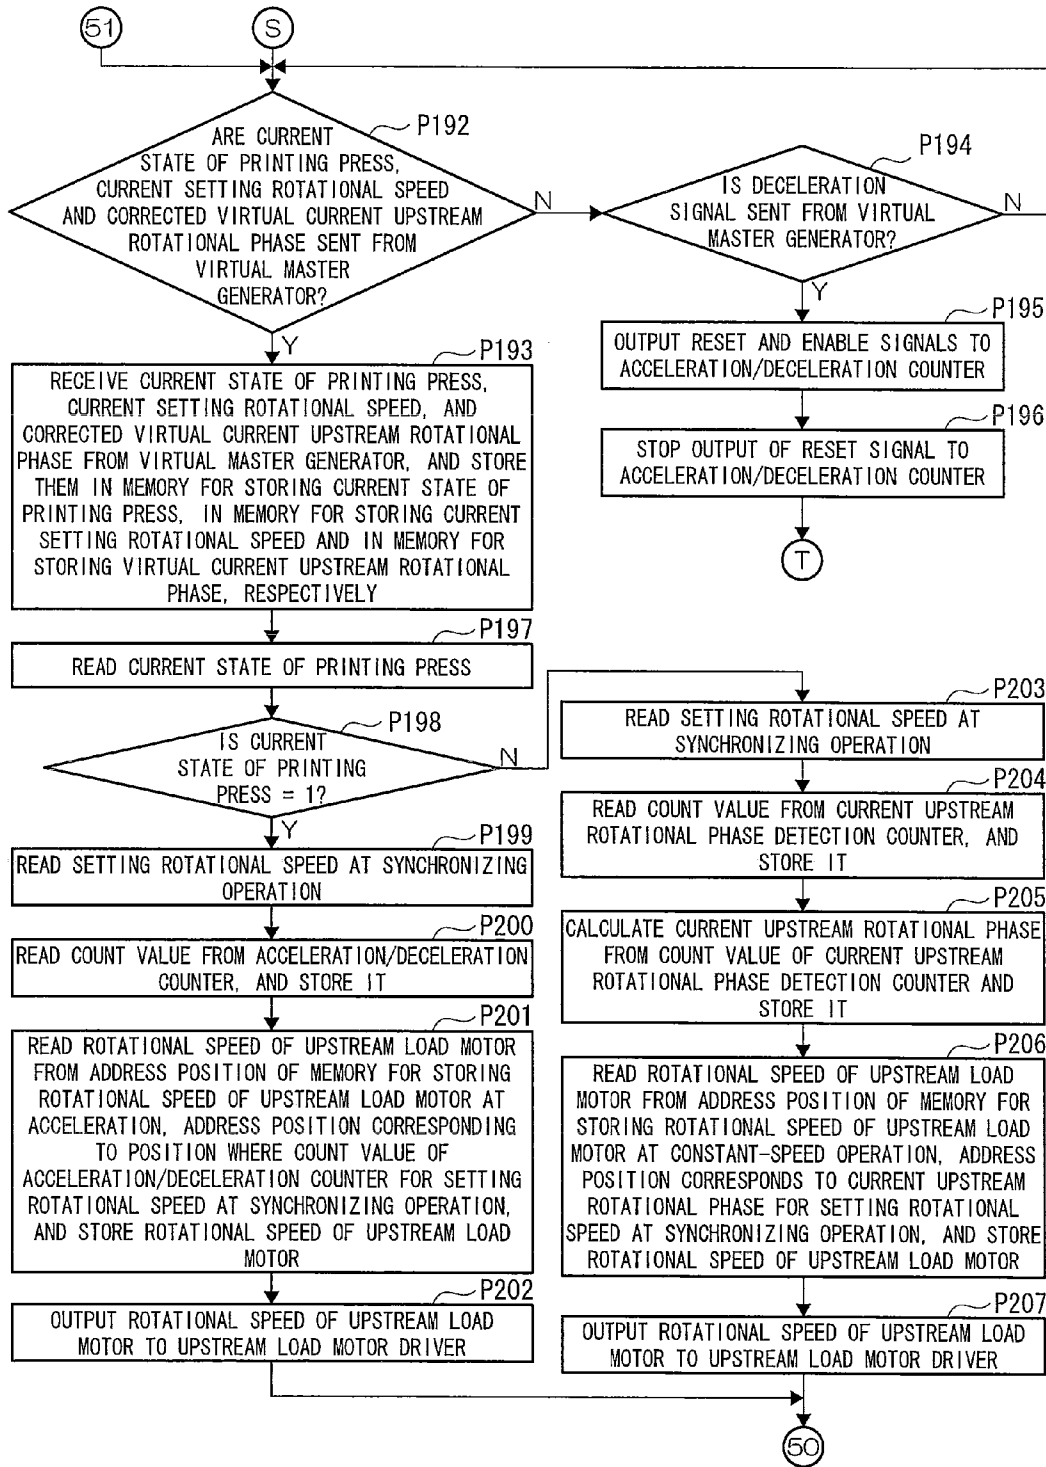 51
S
P192
ARE CURRENT
STATE OF PRINTING PRESS,
CURRENT SETTING ROTATIONAL SPEED
AND CORRECTED VIRTUAL CURRENT UPSTREAM
ROTATIONAL PHASE SENT FROM
VIRTUAL MASTER
GENERATOR?
N
Y
P194
IS DECELERATION
SIGNAL SENT FROM VIRTUAL
MASTER GENERATOR?
N
Y
P195
OUTPUT RESET AND ENABLE SIGNALS TO
ACCELERATION/DECELERATION COUNTER
P196
STOP OUTPUT OF RESET SIGNAL TO
ACCELERATION/DECELERATION COUNTER
T
P193
RECEIVE CURRENT STATE OF PRINTING PRESS,
CURRENT SETTING ROTATIONAL SPEED, AND
CORRECTED VIRTUAL CURRENT UPSTREAM ROTATIONAL
PHASE FROM VIRTUAL MASTER GENERATOR, AND STORE
THEM IN MEMORY FOR STORING CURRENT STATE OF
PRINTING PRESS, IN MEMORY FOR STORING CURRENT
SETTING ROTATIONAL SPEED AND IN MEMORY FOR
STORING VIRTUAL CURRENT UPSTREAM ROTATIONAL
PHASE, RESPECTIVELY
P197
READ CURRENT STATE OF PRINTING PRESS
P198
IS CURRENT
STATE OF PRINTING
PRESS = 1?
N
Y
P199
READ SETTING ROTATIONAL SPEED AT SYNCHRONIZING
OPERATION
P200
READ COUNT VALUE FROM ACCELERATION/DECELERATION
COUNTER, AND STORE IT
P201
READ ROTATIONAL SPEED OF UPSTREAM LOAD MOTOR
FROM ADDRESS POSITION OF MEMORY FOR STORING
ROTATIONAL SPEED OF UPSTREAM LOAD MOTOR AT
ACCELERATION, ADDRESS POSITION CORRESPONDING
TO POSITION WHERE COUNT VALUE OF
ACCELERATION/DECELERATION COUNTER FOR SETTING
ROTATIONAL SPEED AT SYNCHRONIZING OPERATION,
AND STORE ROTATIONAL SPEED OF UPSTREAM LOAD
MOTOR
P202
OUTPUT ROTATIONAL SPEED OF UPSTREAM LOAD
MOTOR TO UPSTREAM LOAD MOTOR DRIVER
P203
READ SETTING ROTATIONAL SPEED AT
SYNCHRONIZING OPERATION
P204
READ COUNT VALUE FROM CURRENT UPSTREAM
ROTATIONAL PHASE DETECTION COUNTER, AND
STORE IT
P205
CALCULATE CURRENT UPSTREAM ROTATIONAL PHASE
FROM COUNT VALUE OF CURRENT UPSTREAM
ROTATIONAL PHASE DETECTION COUNTER AND
STORE IT
P206
READ ROTATIONAL SPEED OF UPSTREAM LOAD
MOTOR FROM ADDRESS POSITION OF MEMORY FOR
STORING ROTATIONAL SPEED OF UPSTREAM LOAD
MOTOR AT CONSTANT-SPEED OPERATION, ADDRESS
POSITION CORRESPONDS TO CURRENT UPSTREAM
ROTATIONAL PHASE FOR SETTING ROTATIONAL
SPEED AT SYNCHRONIZING OPERATION, AND STORE
ROTATIONAL SPEED OF UPSTREAM LOAD MOTOR
P207
OUTPUT ROTATIONAL SPEED OF UPSTREAM LOAD
MOTOR TO UPSTREAM LOAD MOTOR DRIVER
50